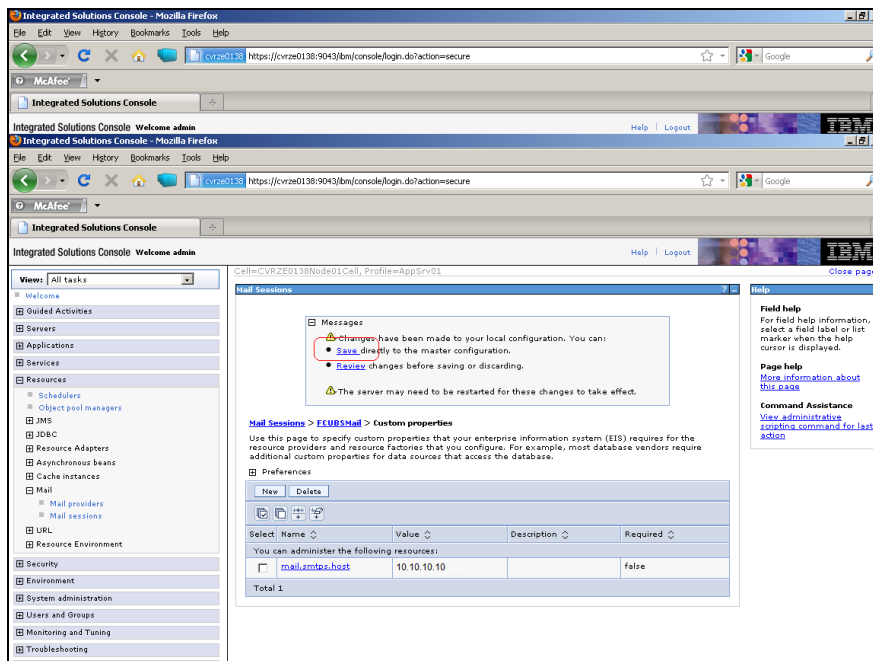 Integrated Solutions Console - Mozilla Firefox
File Edit View History Bookmarks Tools Help
cvrze0138 https://cvrze0138:9043/ibm/console/login.do?action=secure
Google
McAfee
Integrated Solutions Console
Integrated Solutions Console Welcome admin
Help | Logout
IBM
Integrated Solutions Console - Mozilla Firefox
File Edit View History Bookmarks Tools Help
cvrze0138 https://cvrze0138:9043/ibm/console/login.do?action=secure
Google
McAfee
Integrated Solutions Console
Integrated Solutions Console Welcome admin
Help | Logout
IBM
View: All tasks
Welcome
Guided Activities
Servers
Applications
Services
Resources
Schedulers
Object pool managers
JMS
JDBC
Resource Adapters
Asynchronous beans
Cache instances
Mail
Mail providers
Mail sessions
URL
Resource Environment
Security
Environment
System administration
Users and Groups
Monitoring and Tuning
Troubleshooting
Cell=CVRZE0138Node01Cell, Profile=AppSrv01
Close page
Mail Sessions
Messages
Changes have been made to your local configuration. You can:
Save directly to the master configuration.
Review changes before saving or discarding.
The server may need to be restarted for these changes to take effect.
Mail Sessions > FCUBSMail > Custom properties
Use this page to specify custom properties that your enterprise information system (EIS) requires for the
resource providers and resource factories that you configure. For example, most database vendors require
additional custom properties for data sources that access the database.
Preferences
New Delete
Select Name Value Description Required
You can administer the following resources:
mail.smtps.host 10.10.10.10 false
Total 1
Help
Field help
For field help information,
select a field label or list
marker when the help
cursor is displayed.
Page help
More information about
this page
Command Assistance
View administrative
scripting command for last
action